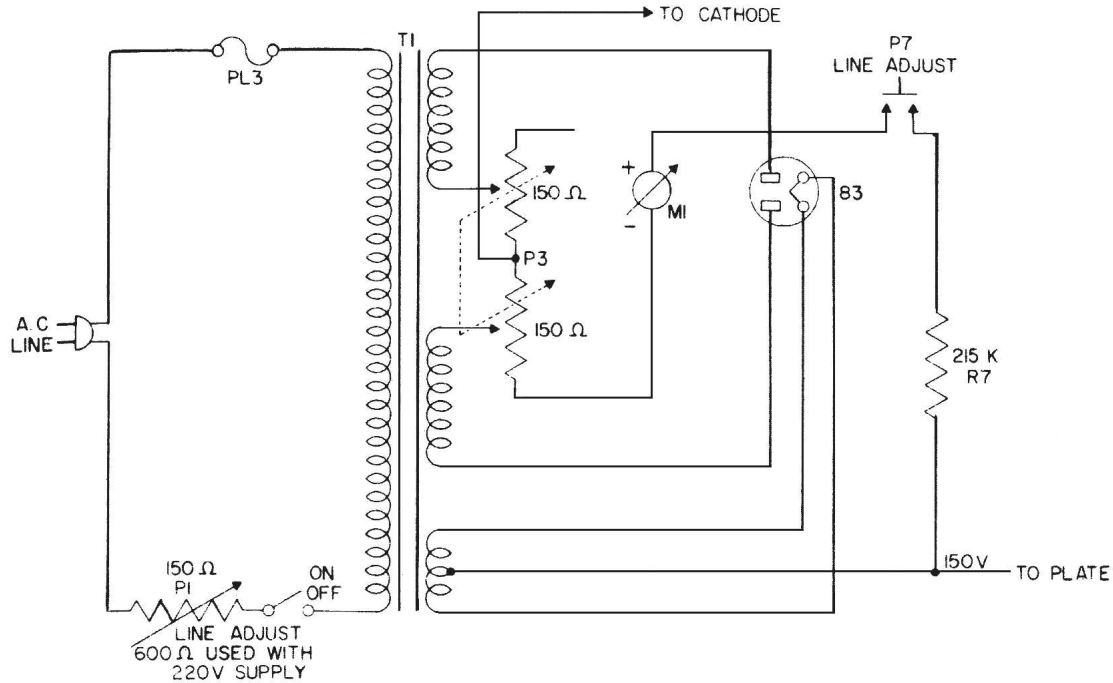 TO CATHODE
T1
P7
LINE ADJUST
PL3
+
150 Ω
M1
-
83
P3
150 Ω
A.C
LINE
215 K
R7
150 Ω
P1
ON
OFF
150V
TO PLATE
LINE ADJUST
600 Ω USED WITH
220V SUPPLY